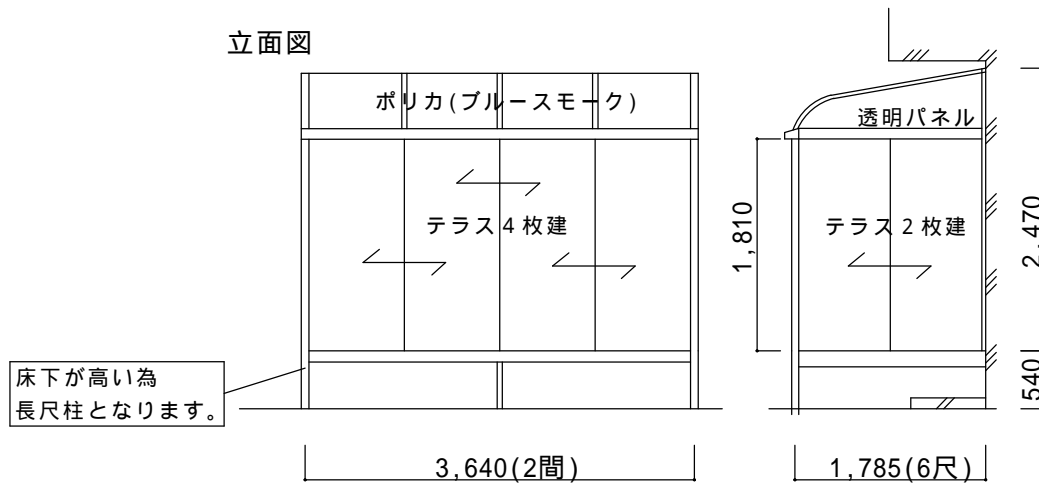 立面図
ポリカ(ブルースモーク)
透明パネル
テラス4枚建
1,810
テラス2枚建
2,470
床下が高い為
長尺柱となります。
540
3,640(2間)
1,785(6尺)